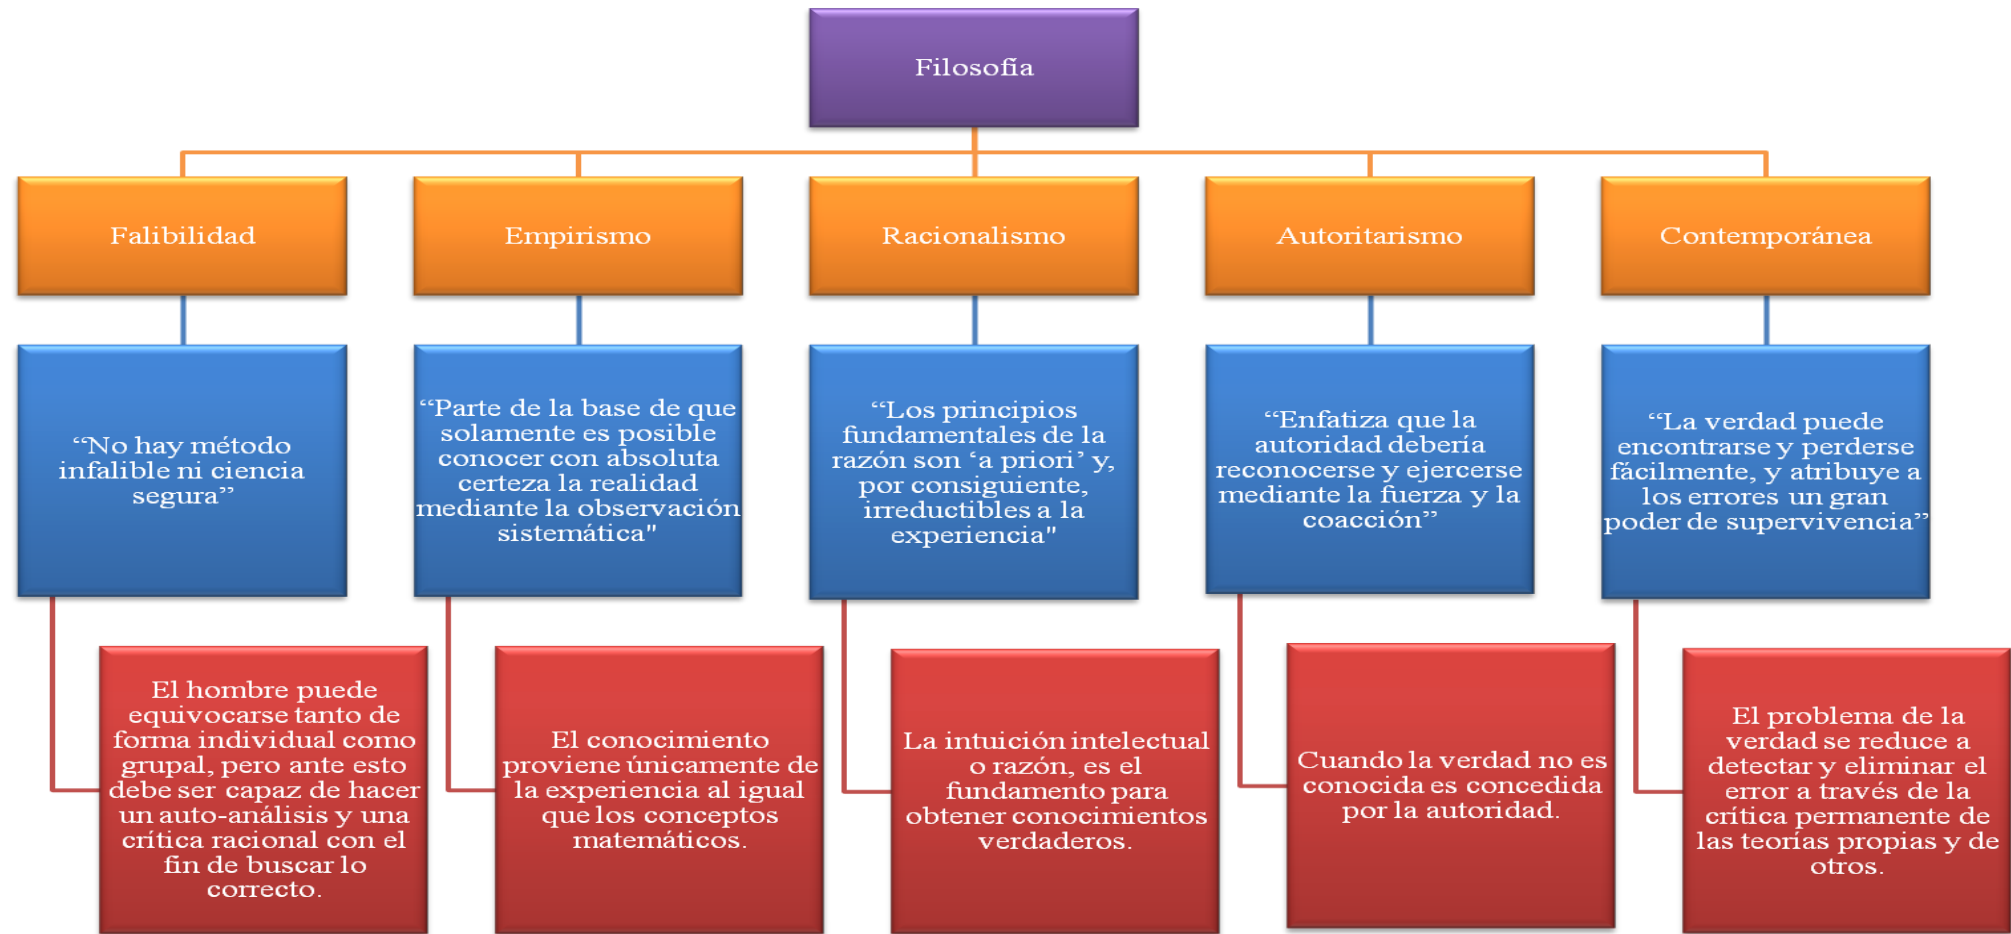 Filosofía
Falibilidad
Empirismo
Racionalismo
Autoritarismo
Contemporánea
“No hay método
infalible ni ciencia
segura”
“Parte de la base de que
solamente es posible
conocer con absoluta
certeza la realidad
mediante la observación
sistemática"
“Los principios
fundamentales de la
razón son ‘a priori’ y,
por consiguiente,
irreductibles a la
experiencia"
“Enfatiza que la
autoridad debería
reconocerse y ejercerse
mediante la fuerza y la
coacción”
“La verdad puede
encontrarse y perderse
fácilmente, y atribuye a
los errores un gran
poder de supervivencia”
El hombre puede
equivocarse tanto de
forma individual como
grupal, pero ante esto
debe ser capaz de hacer
un auto-análisis y una
crítica racional con el
fin de buscar lo
correcto.
El conocimiento
proviene únicamente de
la experiencia al igual
que los conceptos
matemáticos.
La intuición intelectual
o razón, es el
fundamento para
obtener conocimientos
verdaderos.
Cuando la verdad no es
conocida es concedida
por la autoridad.
El problema de la
verdad se reduce a
detectar y eliminar el
error a través de la
crítica permanente de
las teorías propias y de
otros.